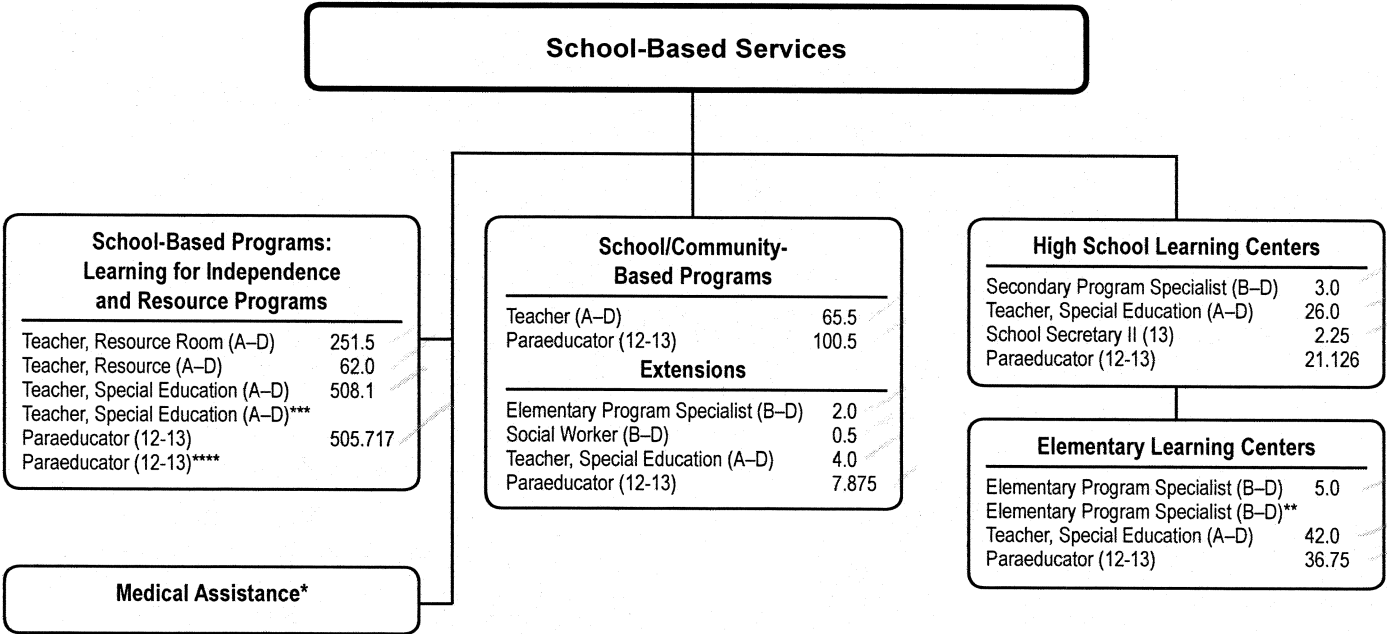 School-Based Services
School-Based Programs:
Learning for Independence
and Resource Programs
Teacher, Resource Room (A–D) 251.5
Teacher, Resource (A–D) 62.0
Teacher, Special Education (A–D) 508.1
Teacher, Special Education (A–D)***
Paraeducator (12-13) 505.717
Paraeducator (12-13)****
Medical Assistance*
School/Community-
Based Programs
Teacher (A–D) 65.5
Paraeducator (12-13) 100.5
Extensions
Elementary Program Specialist (B–D) 2.0
Social Worker (B–D) 0.5
Teacher, Special Education (A–D) 4.0
Paraeducator (12-13) 7.875
High School Learning Centers
Secondary Program Specialist (B–D) 3.0
Teacher, Special Education (A–D) 26.0
School Secretary II (13) 2.25
Paraeducator (12-13) 21.126
Elementary Learning Centers
Elementary Program Specialist (B–D) 5.0
Elementary Program Specialist (B–D)**
Teacher, Special Education (A–D) 42.0
Paraeducator (12-13) 36.75